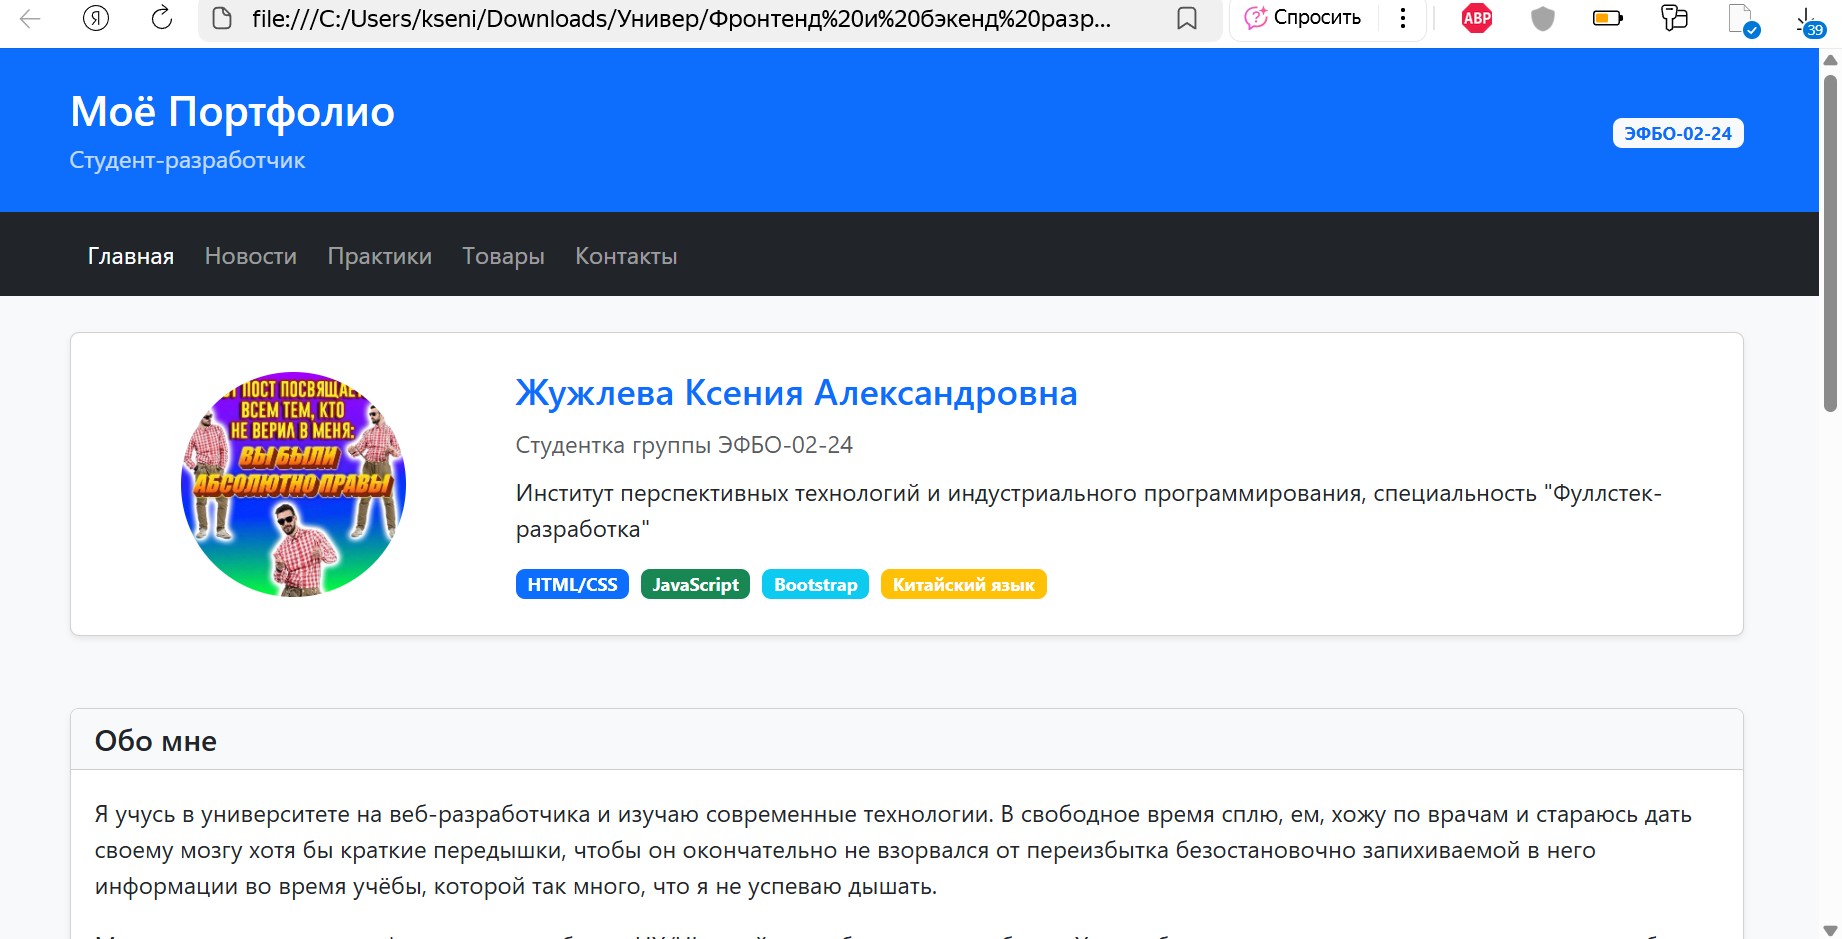 file:///C:/Users/kseni/Downloads/Универ/Фронтенд%20и%20бэкенд%20разр...
Спросить
ABP
39
Моё Портфолио
Студент-разработчик
ЭФБО-02-24
Главная Новости Практики Товары Контакты
ПОСТ ПОСВЯЩАЕ
ВСЕМ ТЕМ, КТО
НЕ ВЕРИЛ В МЕНЯ:
ВЫ БЫЛИ
АБСОЛЮТНО ПРАВЫ
Жужлева Ксения Александровна
Студентка группы ЭФБО-02-24
Институт перспективных технологий и индустриального программирования, специальность "Фуллстек-
разработка"
HTML/CSS JavaScript Bootstrap Китайский язык
Обо мне
Я учусь в университете на веб-разработчика и изучаю современные технологии. В свободное время сплю, ем, хожу по врачам и стараюсь дать
своему мозгу хотя бы краткие передышки, чтобы он окончательно не взорвался от переизбытка безостановочно запихиваемой в него
информации во время учёбы, которой так много, что я не успеваю дышать.